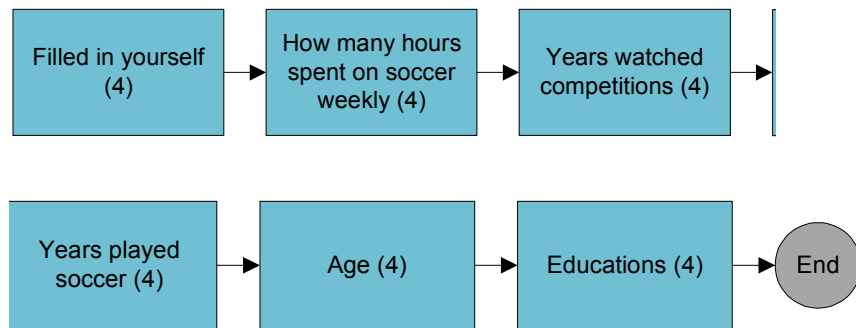 Filled in yourself
(4)
How many hours
spent on soccer
weekly (4)
Years watched
competitions (4)
Years played
soccer (4)
Age (4)
Educations (4)
End